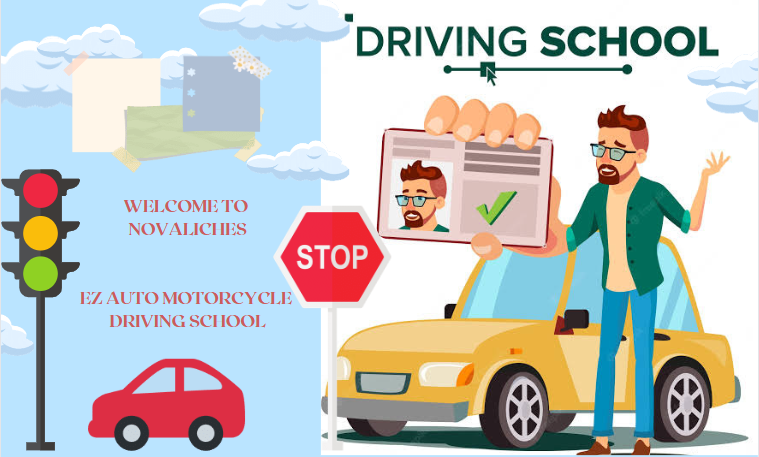 DRIVING SCHOOL
WELCOME TO
NOVALICHES
STOP
EZ AUTO MOTORCYCLE
DRIVING SCHOOL